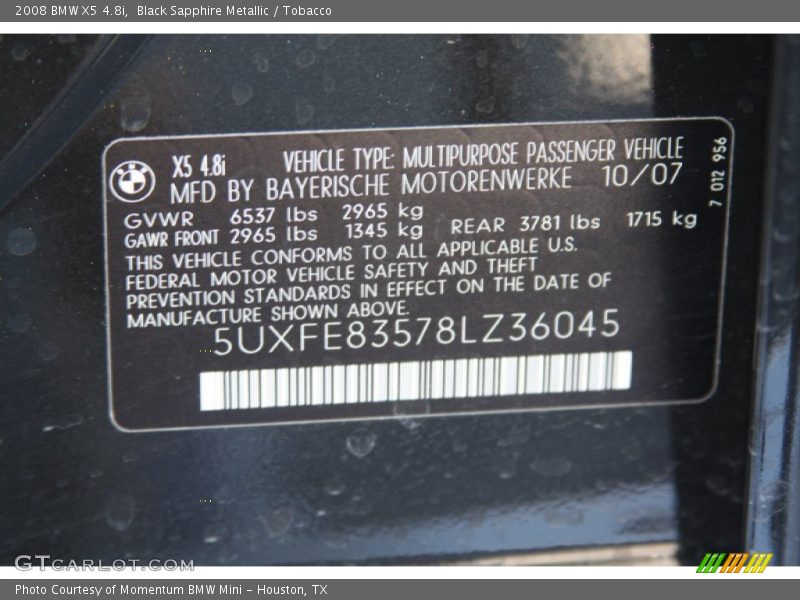 2008 BMW X5 4.8i, Black Sapphire Metallic / Tobacco
X5 4.8i VEHICLE TYPE: MULTIPURPOSE PASSENGER VEHICLE
MFD BY BAYERISCHE MOTORENWERKE 10/07
GVWR 6537 lbs 2965 kg
GAWR FRONT 2965 lbs 1345 kg REAR 3781 lbs 1715 kg
THIS VEHICLE CONFORMS TO ALL APPLICABLE U.S.
FEDERAL MOTOR VEHICLE SAFETY AND THEFT
PREVENTION STANDARDS IN EFFECT ON THE DATE OF
MANUFACTURE SHOWN ABOVE.
5UXFE83578LZ36045
7 012 956
GTcarlot.com
Photo Courtesy of Momentum BMW Mini - Houston, TX